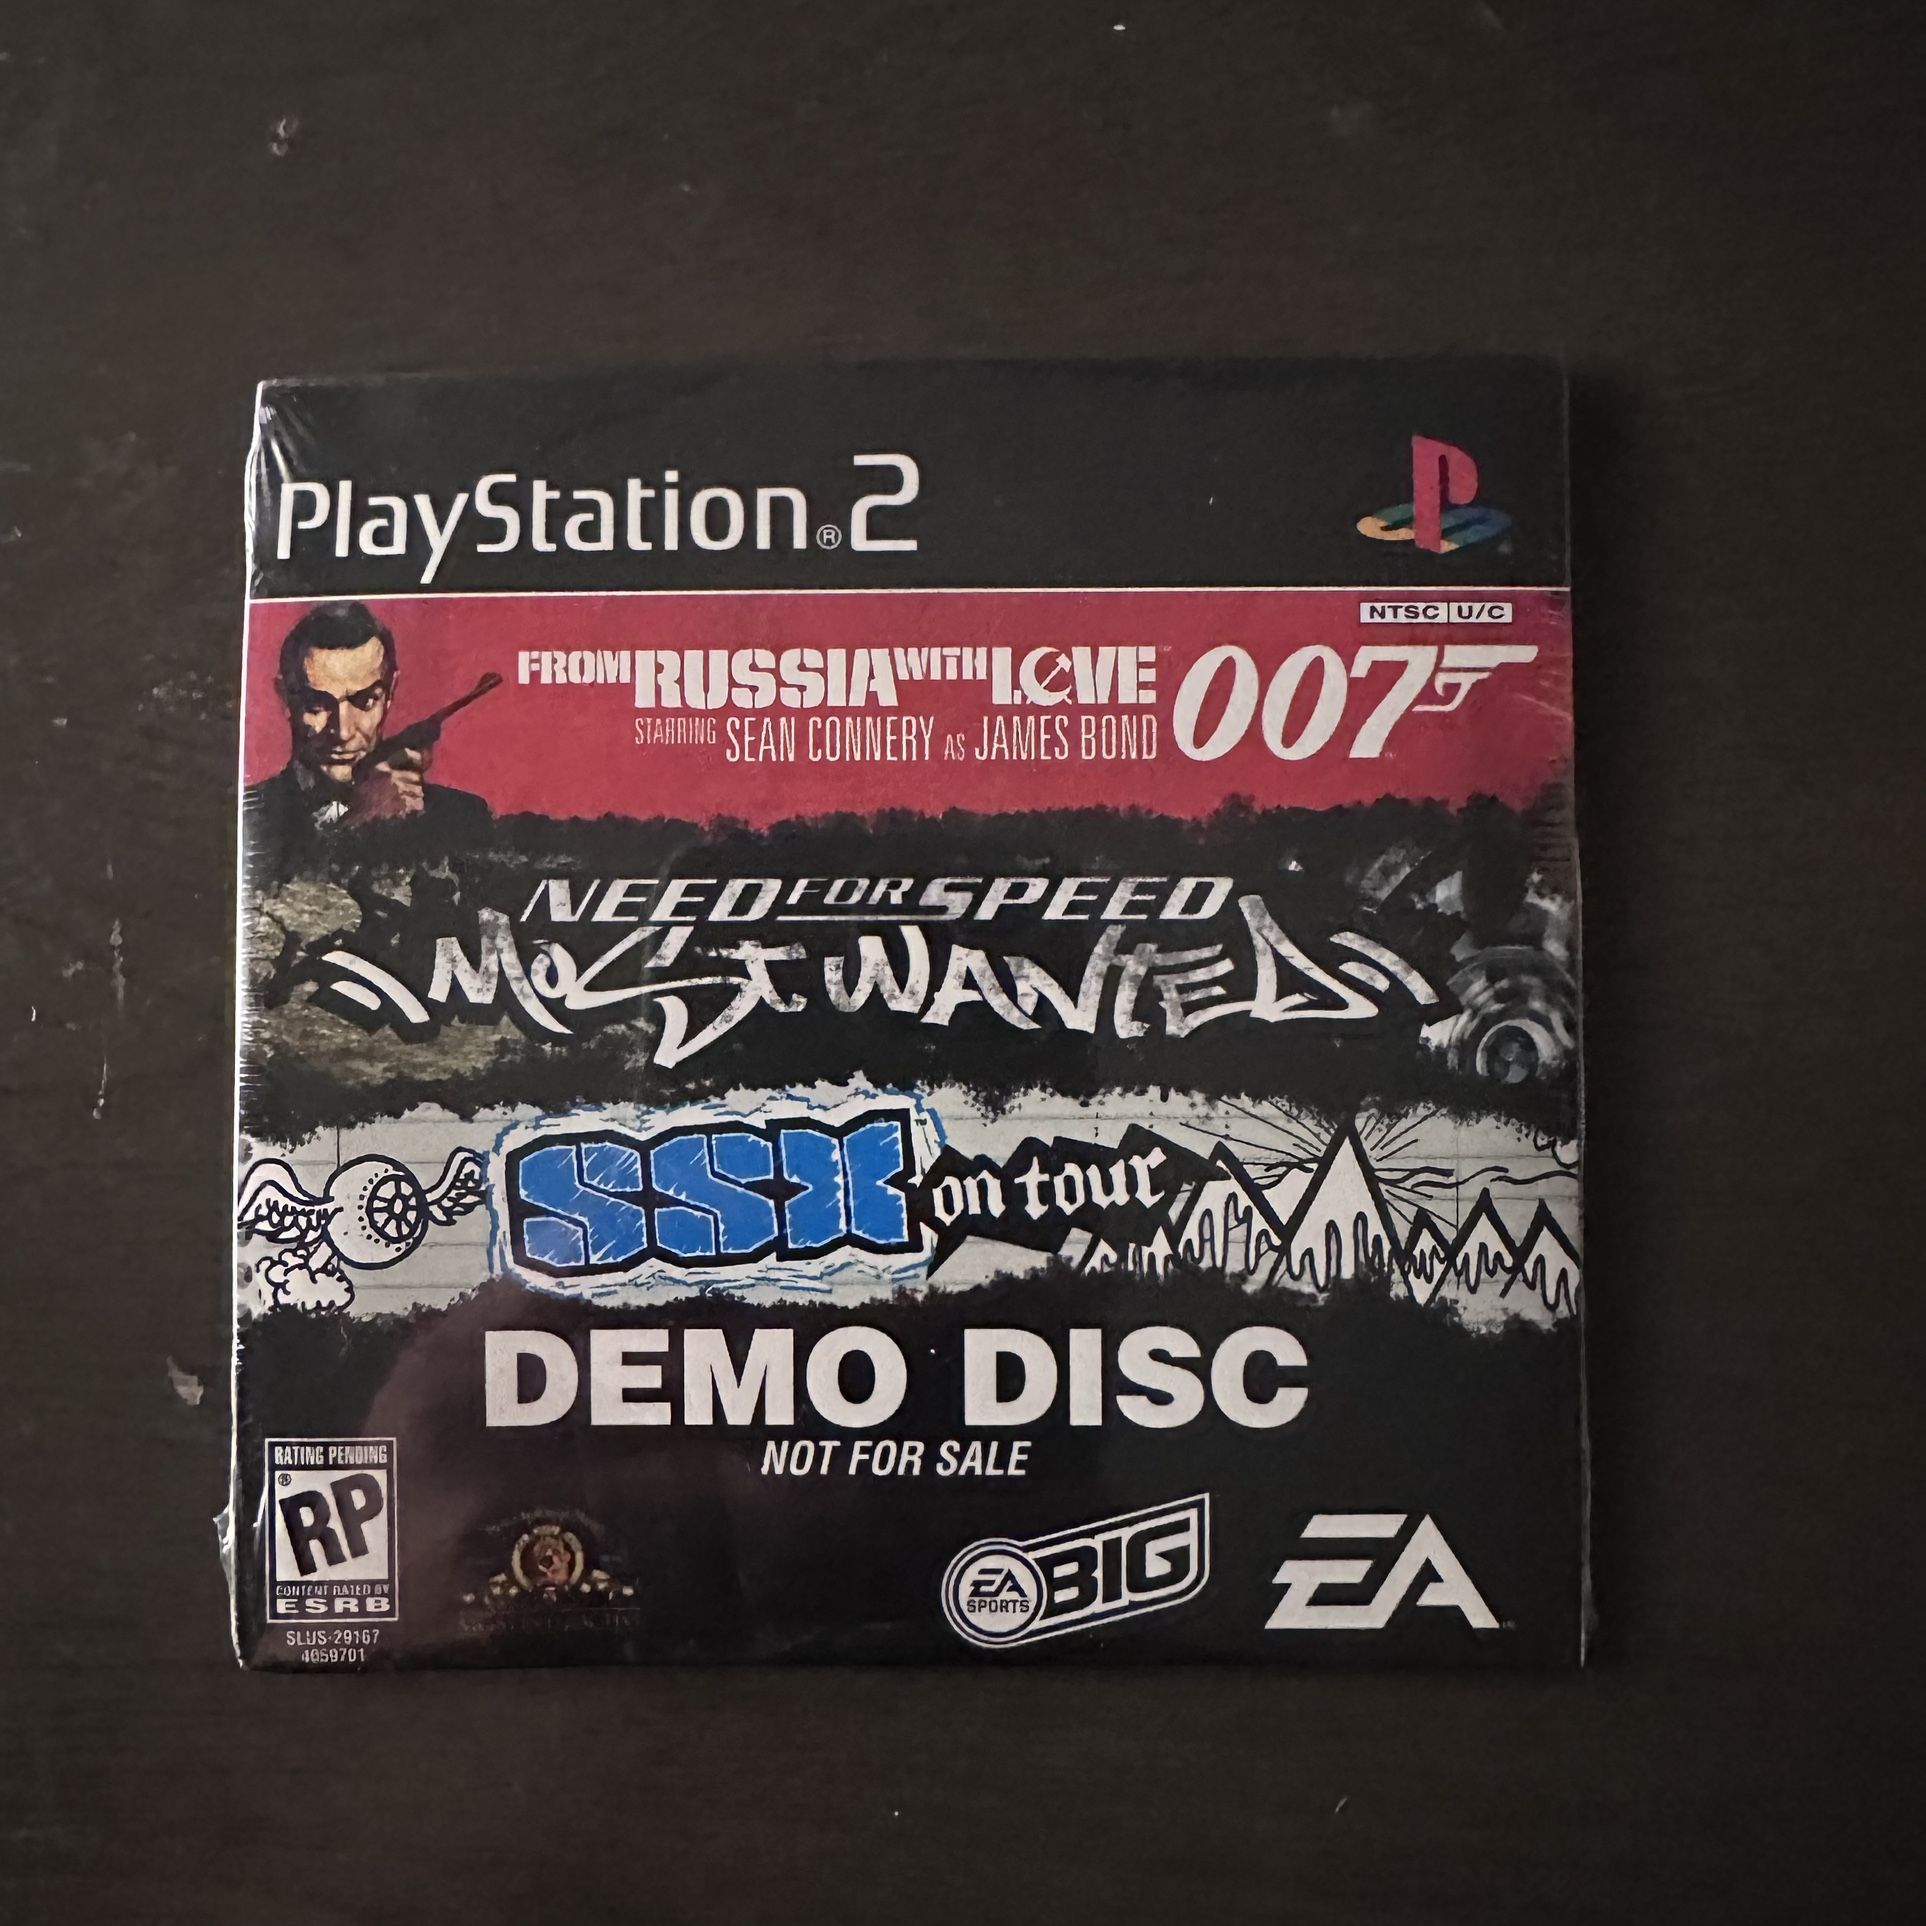 PlayStation®2
NTSC U/C
FROM RUSSIA WITH LOVE 007
STARRING SEAN CONNERY AS JAMES BOND
NEED FOR SPEED
MOST WANTED
SSX on tour
DEMO DISC
NOT FOR SALE
RATING PENDING
RP
CONTENT RATED BY
ESRB
SLUS-29167
4059701
EA
SPORTS
BIG
EA